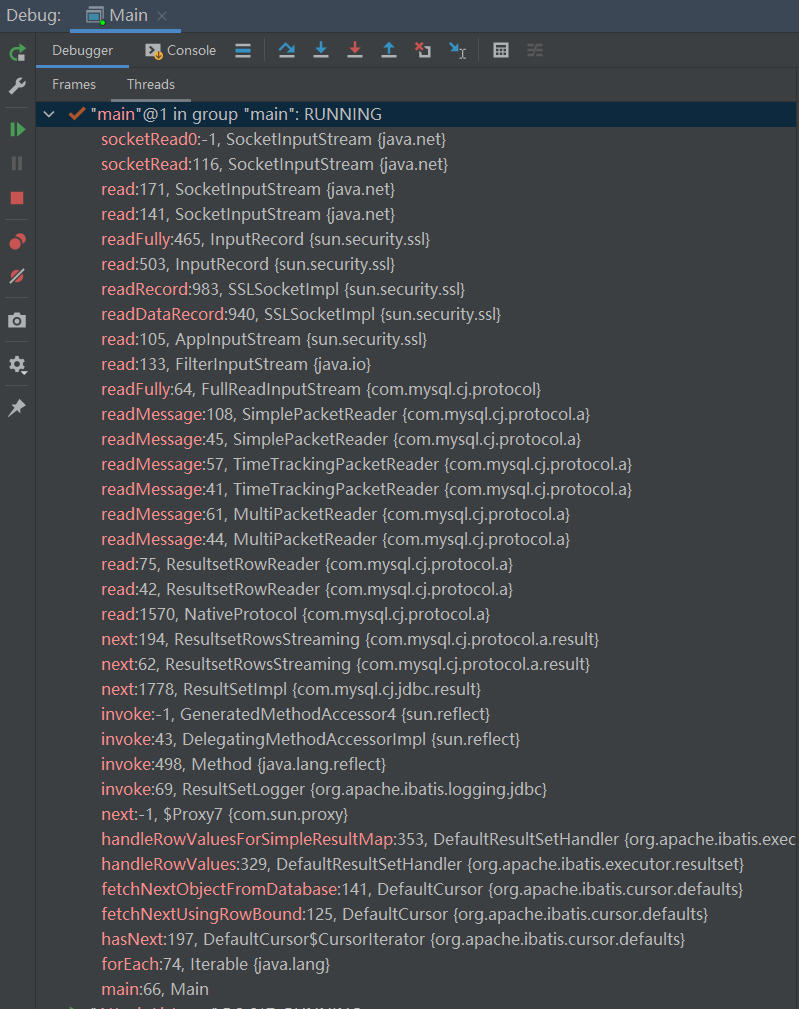 Debug: Main
Debugger Console
Frames Threads
"main"@1 in group "main": RUNNING
socketRead0:-1, SocketInputStream {java.net}
socketRead:116, SocketInputStream {java.net}
read:171, SocketInputStream {java.net}
read:141, SocketInputStream {java.net}
readFully:465, InputRecord {sun.security.ssl}
read:503, InputRecord {sun.security.ssl}
readRecord:983, SSLSocketImpl {sun.security.ssl}
readDataRecord:940, SSLSocketImpl {sun.security.ssl}
read:105, AppInputStream {sun.security.ssl}
read:133, FilterInputStream {java.io}
readFully:64, FullReadInputStream {com.mysql.cj.protocol}
readMessage:108, SimplePacketReader {com.mysql.cj.protocol.a}
readMessage:45, SimplePacketReader {com.mysql.cj.protocol.a}
readMessage:57, TimeTrackingPacketReader {com.mysql.cj.protocol.a}
readMessage:41, TimeTrackingPacketReader {com.mysql.cj.protocol.a}
readMessage:61, MultiPacketReader {com.mysql.cj.protocol.a}
readMessage:44, MultiPacketReader {com.mysql.cj.protocol.a}
read:75, ResultsetRowReader {com.mysql.cj.protocol.a}
read:42, ResultsetRowReader {com.mysql.cj.protocol.a}
read:1570, NativeProtocol {com.mysql.cj.protocol.a}
next:194, ResultsetRowsStreaming {com.mysql.cj.protocol.a.result}
next:62, ResultsetRowsStreaming {com.mysql.cj.protocol.a.result}
next:1778, ResultSetImpl {com.mysql.cj.jdbc.result}
invoke:-1, GeneratedMethodAccessor4 {sun.reflect}
invoke:43, DelegatingMethodAccessorImpl {sun.reflect}
invoke:498, Method {java.lang.reflect}
invoke:69, ResultSetLogger {org.apache.ibatis.logging.jdbc}
next:-1, $Proxy7 {com.sun.proxy}
handleRowValuesForSimpleResultMap:353, DefaultResultSetHandler {org.apache.ibatis.exec
handleRowValues:329, DefaultResultSetHandler {org.apache.ibatis.executor.resultset}
fetchNextObjectFromDatabase:141, DefaultCursor {org.apache.ibatis.cursor.defaults}
fetchNextUsingRowBound:125, DefaultCursor {org.apache.ibatis.cursor.defaults}
hasNext:197, DefaultCursor$CursorIterator {org.apache.ibatis.cursor.defaults}
forEach:74, Iterable {java.lang}
main:66, Main